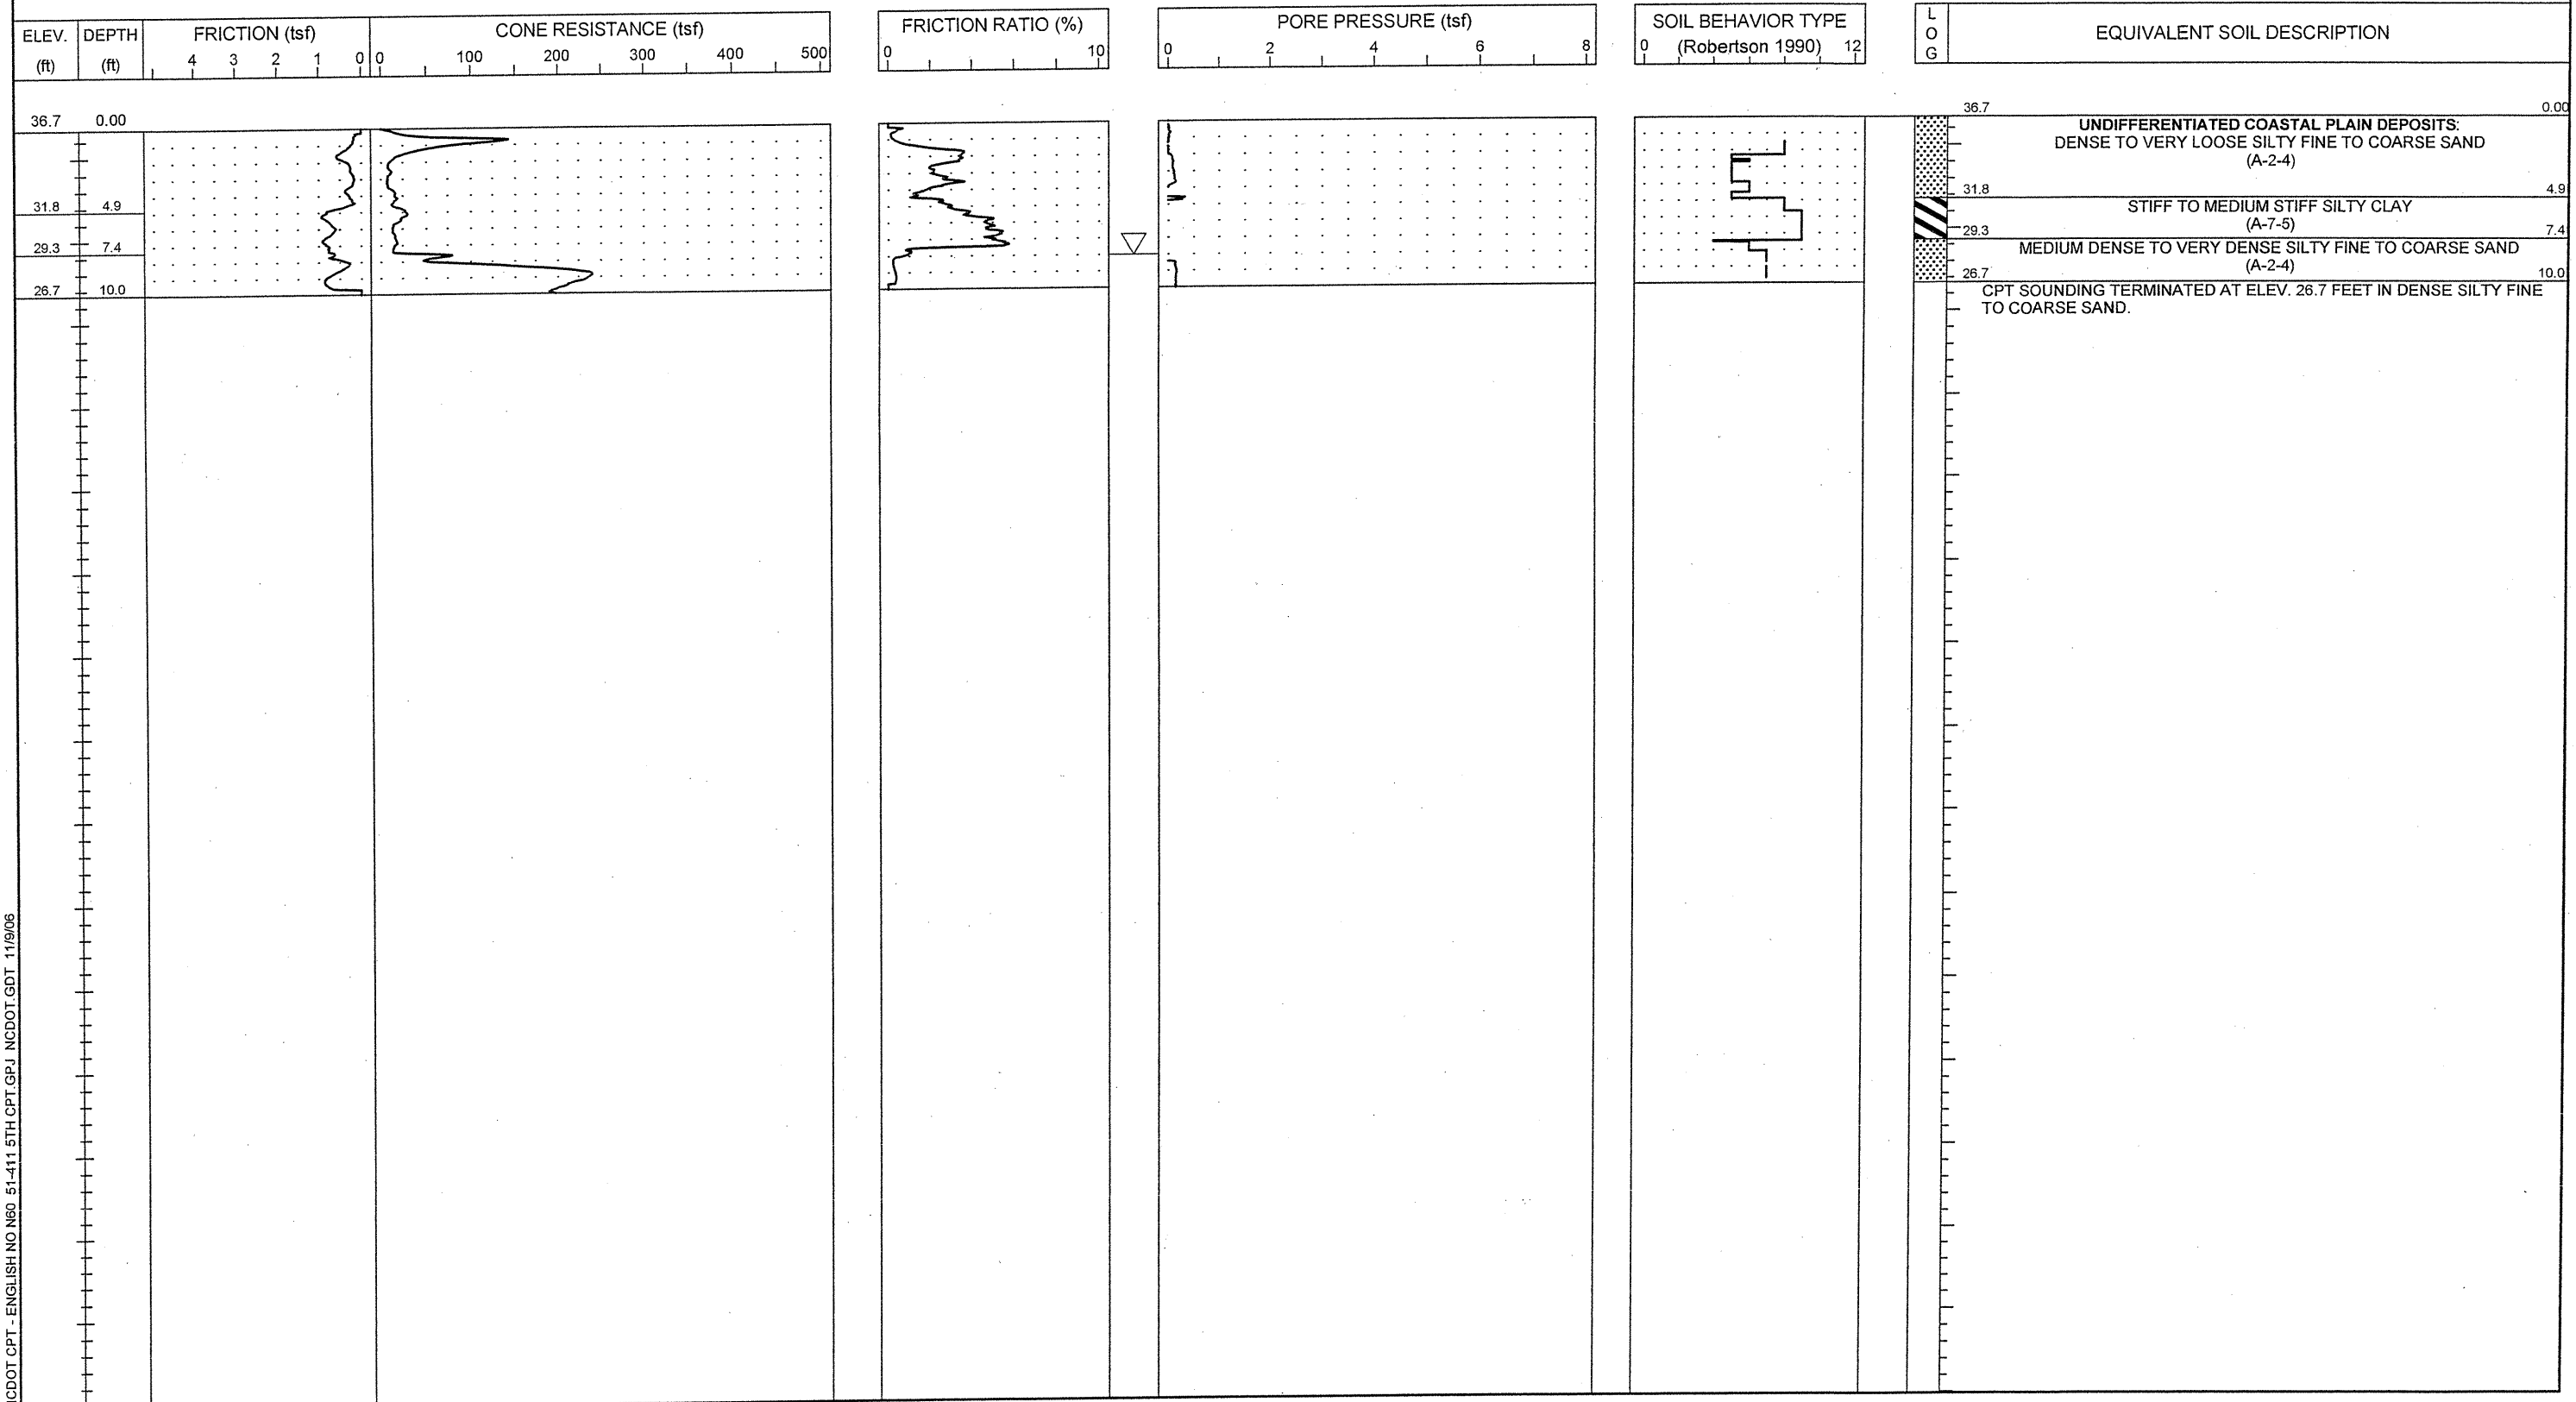 ELEV. DEPTH FRICTION (tsf) CONE RESISTANCE (tsf) FRICTION RATIO (%) PORE PRESSURE (tsf) SOIL BEHAVIOR TYPE L O G EQUIVALENT SOIL DESCRIPTION
(ft) (ft) 4 3 2 1 0 0 100 200 300 400 500 0 10 0 2 4 6 8 0 (Robertson 1990) 12
36.7 0.00
31.8 4.9
29.3 7.4
26.7 10.0
36.7 0.00
UNDIFFERENTIATED COASTAL PLAIN DEPOSITS:
DENSE TO VERY LOOSE SILTY FINE TO COARSE SAND
(A-2-4)
31.8 4.9
STIFF TO MEDIUM STIFF SILTY CLAY
(A-7-5)
29.3 7.4
MEDIUM DENSE TO VERY DENSE SILTY FINE TO COARSE SAND
(A-2-4)
26.7 10.0
CPT SOUNDING TERMINATED AT ELEV. 26.7 FEET IN DENSE SILTY FINE
TO COARSE SAND.
CDOT CPT - ENGLISH NO N60 51-411 5TH CPT.GPJ NCDOT.GDT 11/9/06